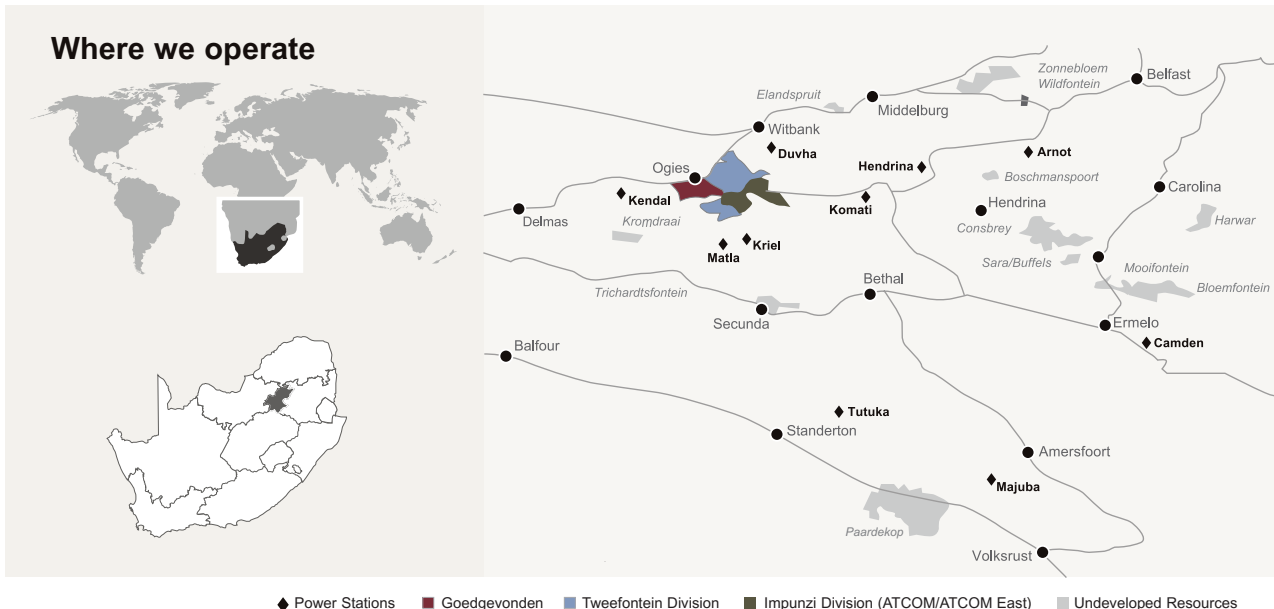 Where we operate
Zonnebloem
Wildfontein
Belfast
Elandspruit
Middelburg
Witbank
Duvha
Arnot
Ogies
Hendrina
Boschmanspoort
Kendal
Komati
Carolina
Hendrina
Delmas
Kromdraai
Consbrey
Harwar
Kriel
Matla
Sara/Buffels
Mooifontein
Bethal
Bloemfontein
Trichardtsfontein
Secunda
Ermelo
Camden
Balfour
Tutuka
Standerton
Amersfoort
Majuba
Paardekop
Volksrust
Power Stations
Goedgevonden
Tweefontein Division
Impunzi Division (ATCOM/ATCOM East)
Undeveloped Resources